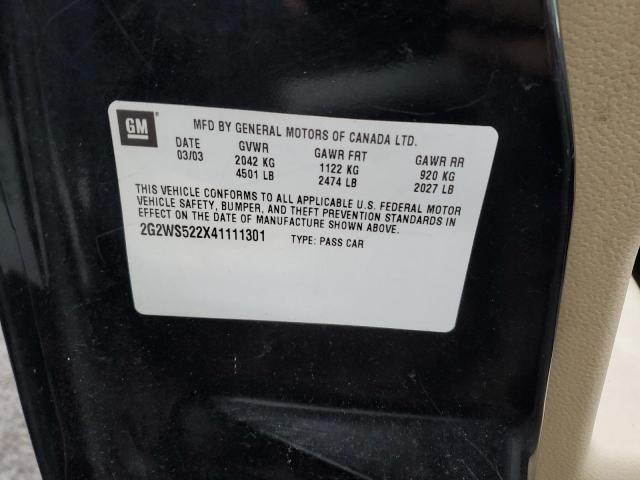 GM
MFD BY GENERAL MOTORS OF CANADA LTD.
DATE GVWR GAWR FRT GAWR RR
03/03 2042 KG 1122 KG 920 KG
4501 LB 2474 LB 2027 LB
THIS VEHICLE CONFORMS TO ALL APPLICABLE U.S. FEDERAL MOTOR
VEHICLE SAFETY, BUMPER, AND THEFT PREVENTION STANDARDS IN
EFFECT ON THE DATE OF MANUFACTURE SHOWN ABOVE.
2G2WS522X41111301 TYPE: PASS CAR